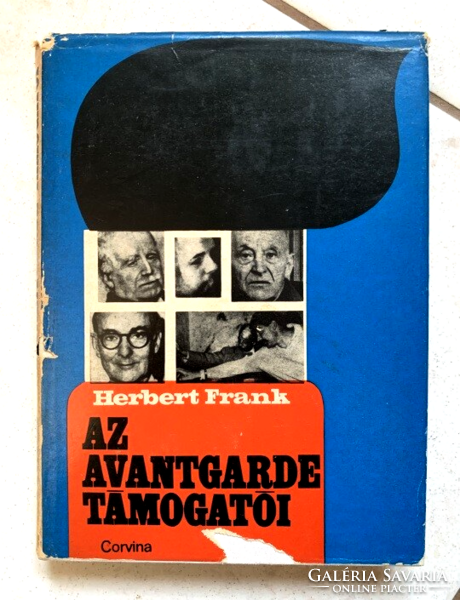 Herbert Frank
AZ
AVANTGARDE
TÁMOGATÓI
Corvina
GALÉRIA SAVARIA
ONLINE PIACTÉR